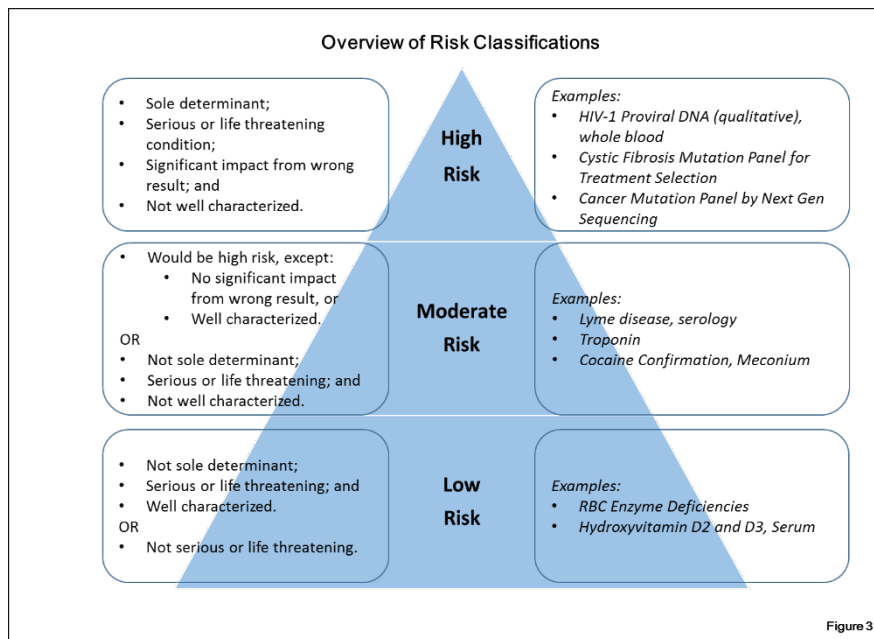 Overview of Risk Classifications
• Sole determinant;
• Serious or life threatening
condition;
• Significant impact from wrong
result; and
• Not well characterized.
High
Risk
Examples:
• HIV-1 Proviral DNA (qualitative),
whole blood
• Cystic Fibrosis Mutation Panel for
Treatment Selection
• Cancer Mutation Panel by Next Gen
Sequencing
• Would be high risk, except:
• No significant impact
from wrong result, or
• Well characterized.
OR
• Not sole determinant;
• Serious or life threatening; and
• Not well characterized.
Moderate
Risk
Examples:
• Lyme disease, serology
• Troponin
• Cocaine Confirmation, Meconium
• Not sole determinant;
• Serious or life threatening; and
• Well characterized.
OR
• Not serious or life threatening.
Low
Risk
Examples:
• RBC Enzyme Deficiencies
• Hydroxyvitamin D2 and D3, Serum
Figure 3